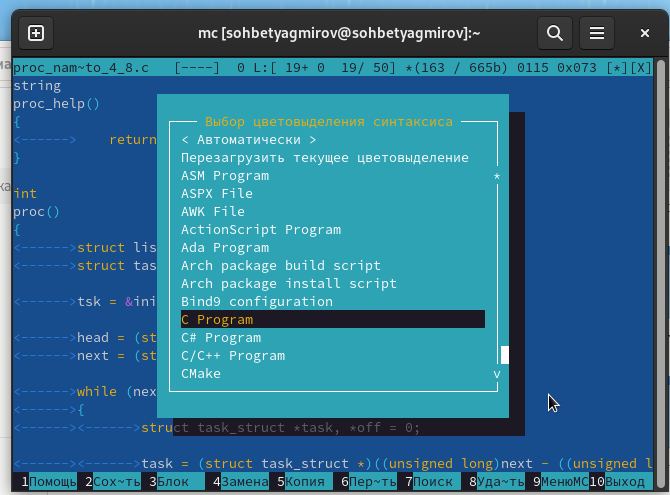 mc [sohbetyagmirov@sohbetyagmirov]:~
proc_nam~to_4_8.c [----] 0 L:[ 19+ 0 19/ 50] *(163 / 665b) 0115 0x073 [*][X]
string
proc_help()
{
<------> return
}
int
proc()
{
<------>struct lis
<------>struct tas
<------>tsk = &ini
<------>head = (st
<------>next = (st
<------>while (nex
<------>{
<------><------>struct task_struct *task, *off = 0;
<------><------>task = (struct task_struct *)((unsigned long)next - ((unsigned l
Выбор цветовыделения синтаксиса
< Автоматически >
Перезагрузить текущее цветовыделение
ASM Program
ASPX File
AWK File
ActionScript Program
Ada Program
Arch package build script
Arch package install script
Bind9 configuration
C Program
C# Program
C/C++ Program
CMake
1Помощь 2Сох~ть 3Блок 4Замена 5Копия 6Пер~ть 7Поиск 8Уда~ть 9МенюMC 10Выход